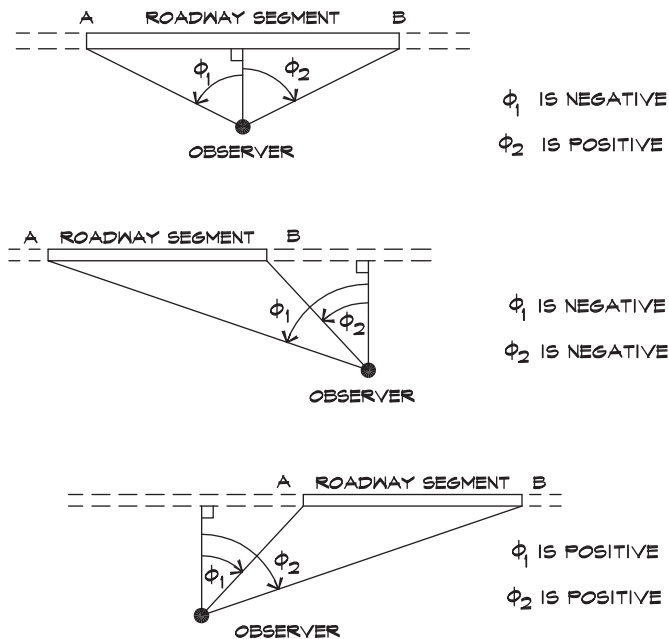 A ROADWAY SEGMENT B
ϕ1 ϕ2
OBSERVER
ϕ1 IS NEGATIVE
ϕ2 IS POSITIVE
A ROADWAY SEGMENT B
ϕ1 ϕ2
OBSERVER
ϕ1 IS NEGATIVE
ϕ2 IS NEGATIVE
A ROADWAY SEGMENT B
ϕ1 ϕ2
OBSERVER
ϕ1 IS POSITIVE
ϕ2 IS POSITIVE